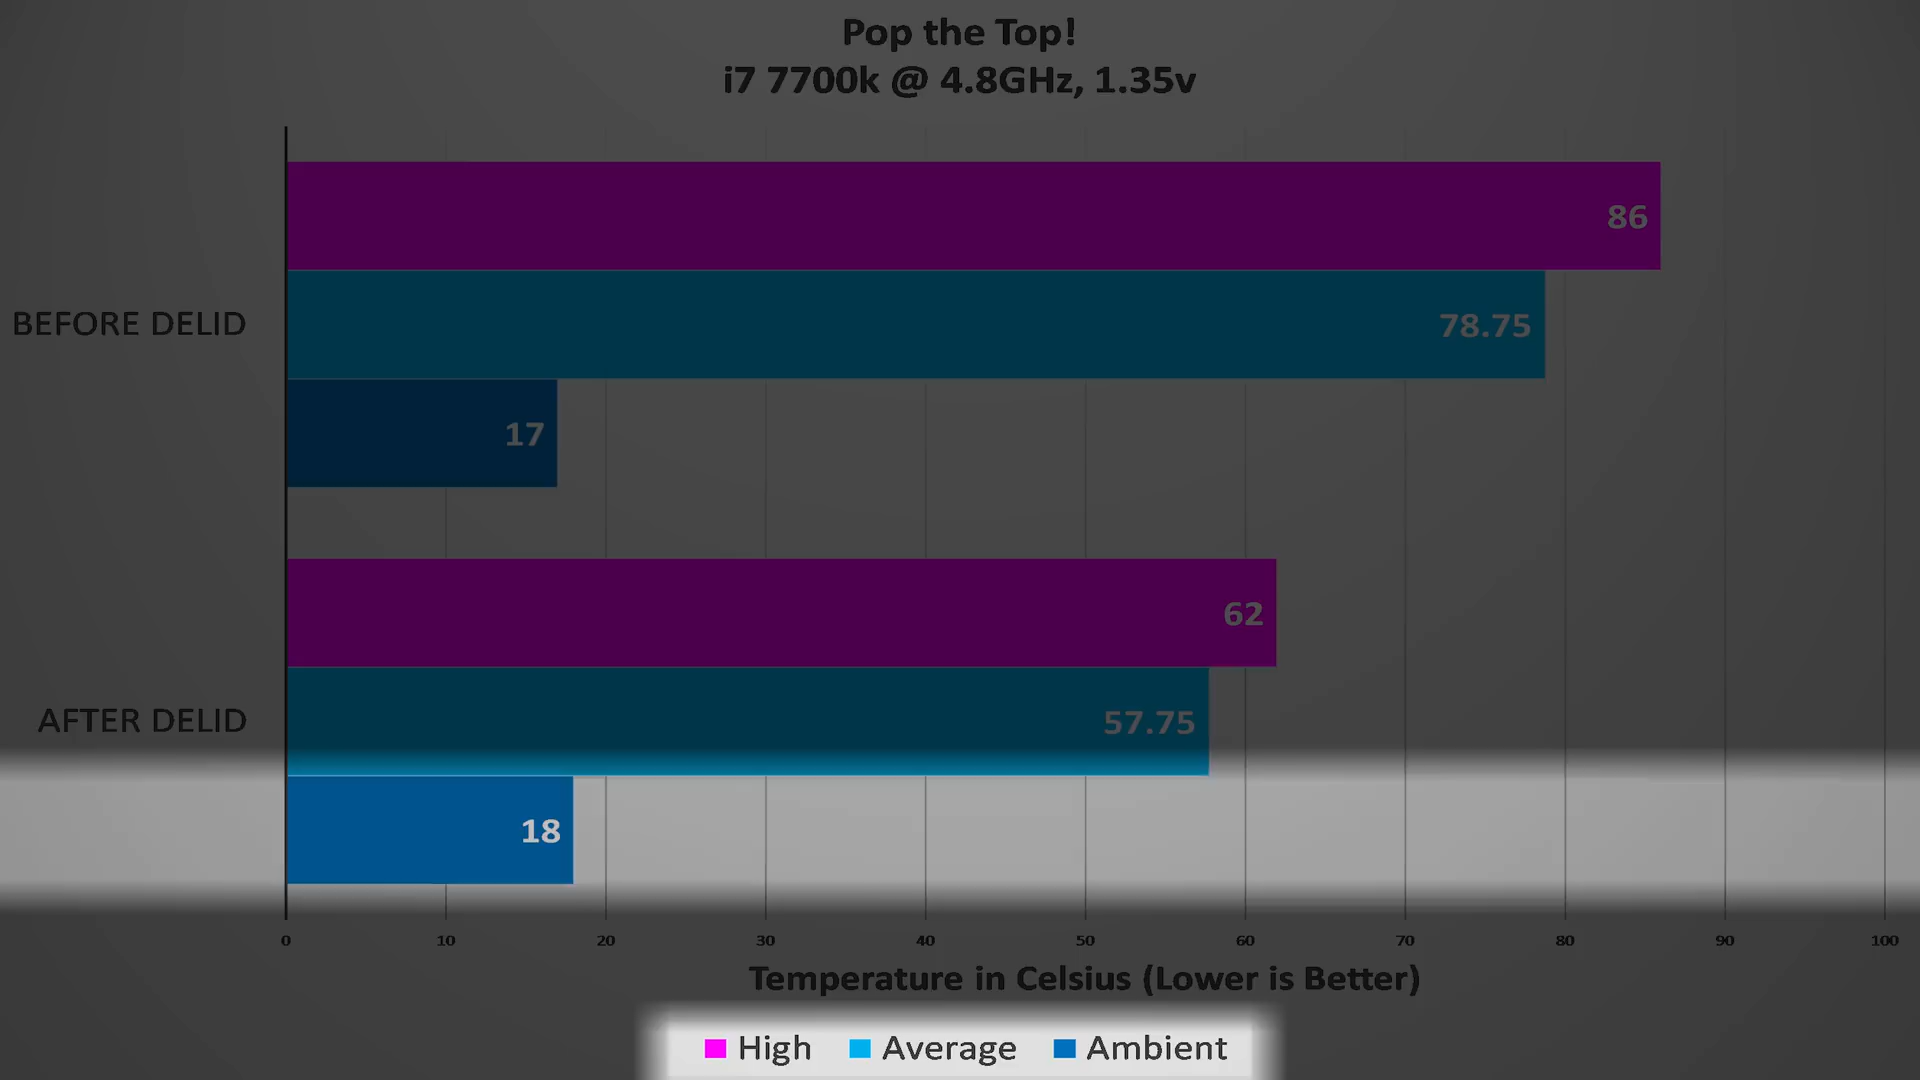 Pop the Top!
i7 7700k @ 4.8GHz, 1.35v
86
BEFORE DELID
78.75
17
62
AFTER DELID
57.75
18
0 10 20 30 40 50 60 70 80 90 100
Temperature in Celsius (Lower is Better)
High Average Ambient